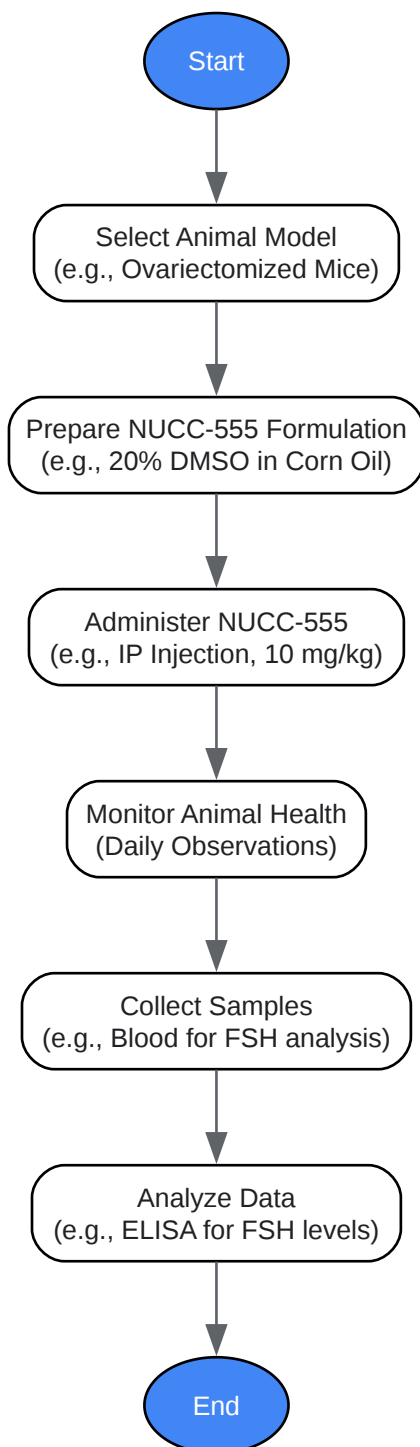 Start
Select Animal Model
(e.g., Ovariectomized Mice)
Prepare NUCC-555 Formulation
(e.g., 20% DMSO in Corn Oil)
Administer NUCC-555
(e.g., IP Injection, 10 mg/kg)
Monitor Animal Health
(Daily Observations)
Collect Samples
(e.g., Blood for FSH analysis)
Analyze Data
(e.g., ELISA for FSH levels)
End